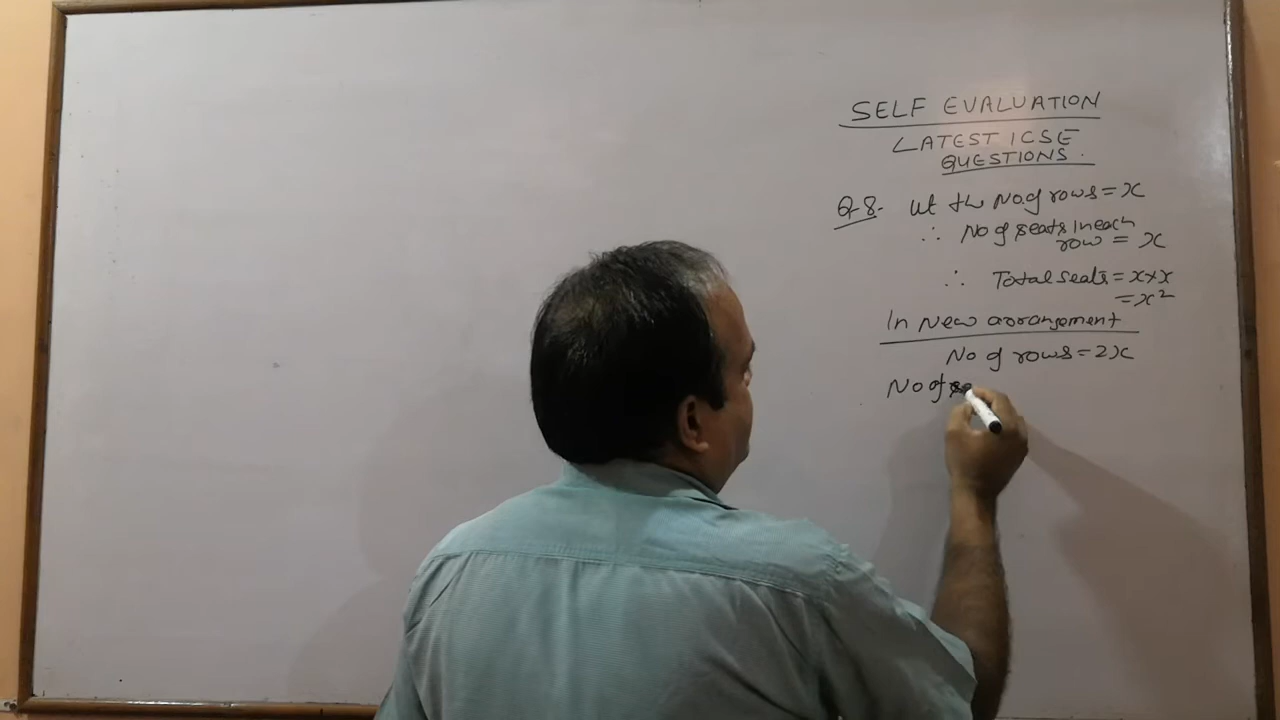 SELF EVALUATION
LATEST ICSE
QUESTIONS.
Q-8. Let the No. of rows = x
∴ No of seats in each
row = x
∴ Total seats = x × x
= x²
In New arrangement
No of rows = 2x
No of